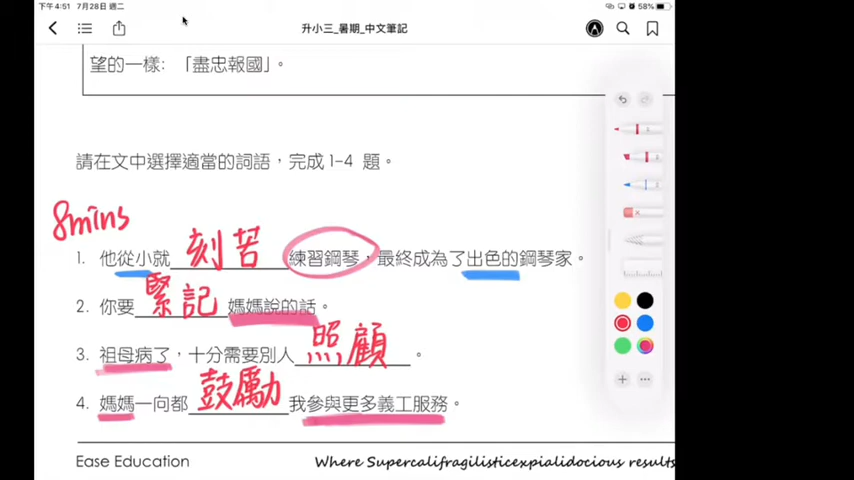 下午4:51 7月28日 週二
58%
升小三_暑期_中文筆記
望的一樣:「盡忠報國」。
請在文中選擇適當的詞語，完成1-4 題。
8mins
1. 他從小就刻苦練習鋼琴，最終成為了出色的鋼琴家。
2. 你要緊記媽媽說的話。
3. 祖母病了，十分需要別人照顧。
4. 媽媽一向都鼓勵我參與更多義工服務。
Ease Education
Where Supercalifragilisticexpialidocious results